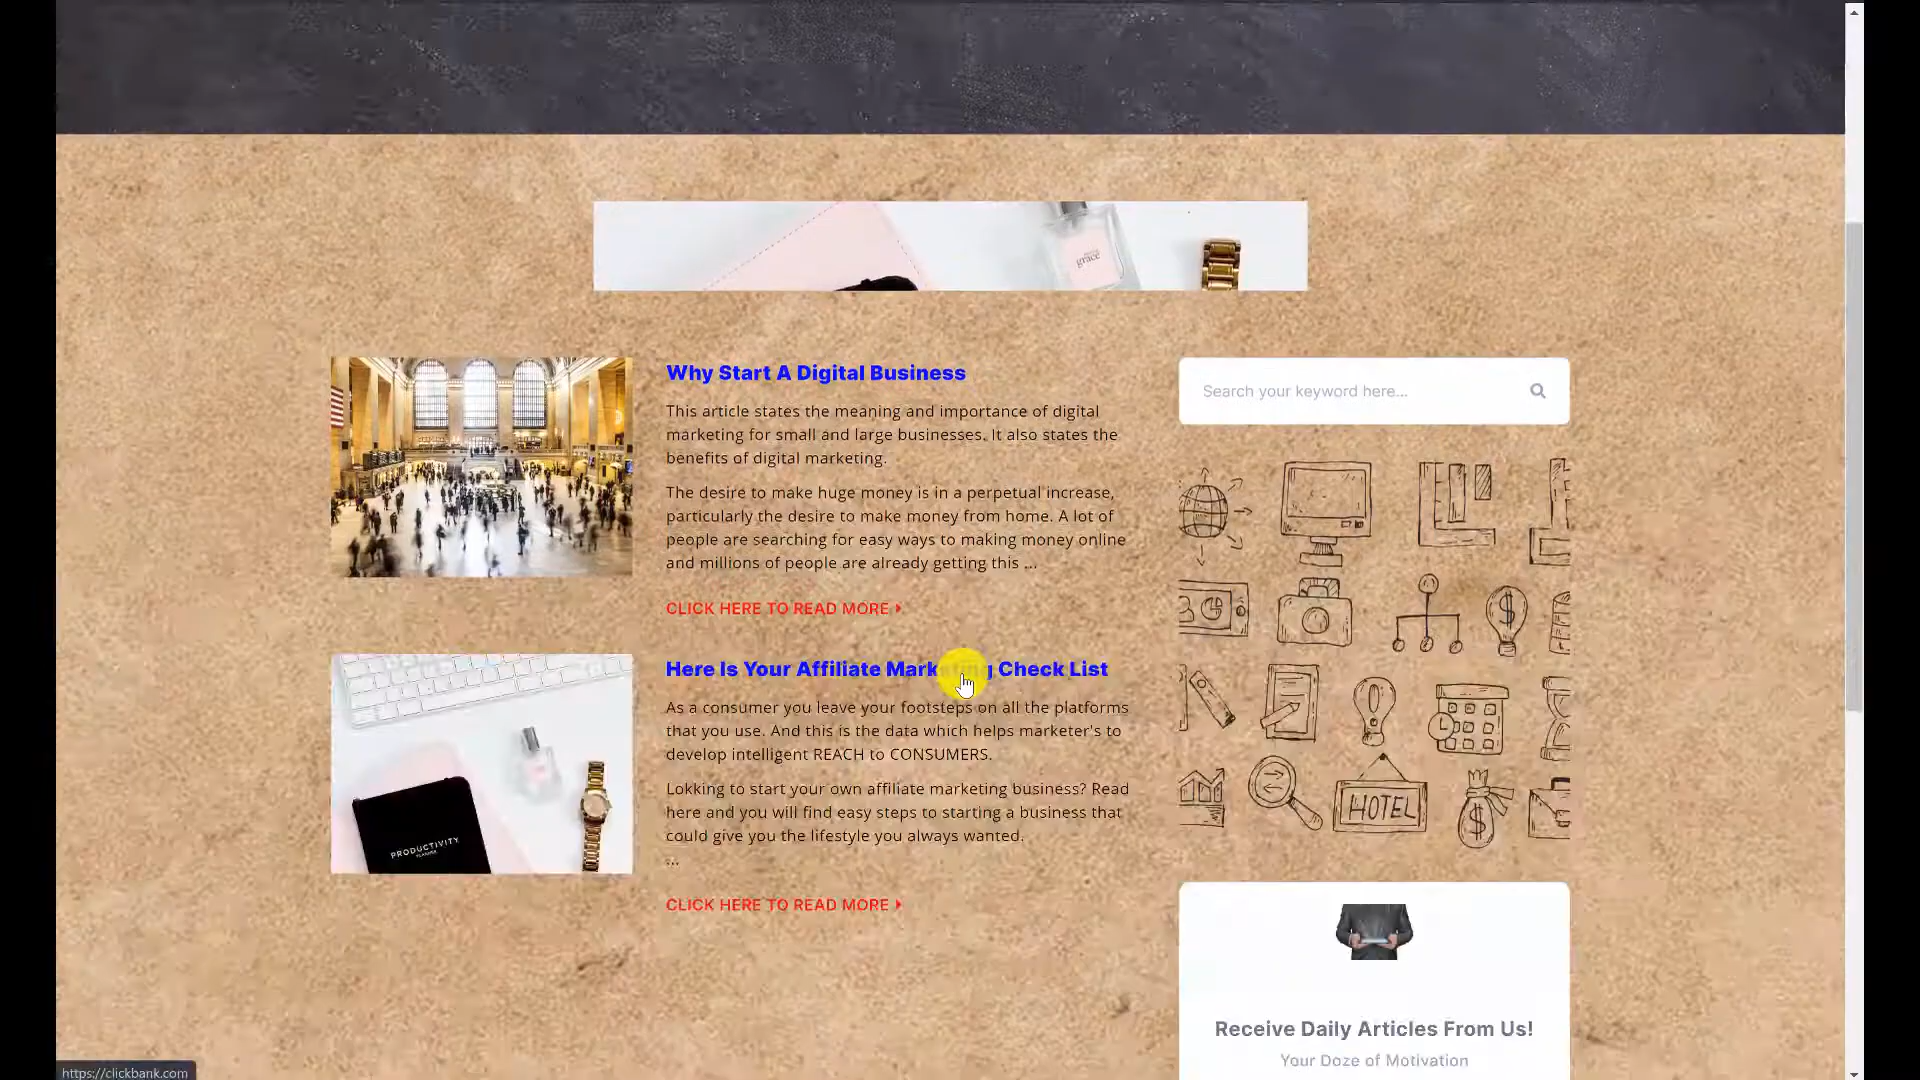 grace
Why Start A Digital Business
This article states the meaning and importance of digital
marketing for small and large businesses. It also states the
benefits of digital marketing.
The desire to make huge money is in a perpetual increase,
particularly the desire to make money from home. A lot of
people are searching for easy ways to making money online
and millions of people are already getting this ...
CLICK HERE TO READ MORE
Search your keyword here...
HOTEL
Here Is Your Affiliate Marketing Check List
As a consumer you leave your footsteps on all the platforms
that you use. And this is the data which helps marketer's to
develop intelligent REACH to CONSUMERS.
Lokking to start your own affiliate marketing business? Read
here and you will find easy steps to starting a business that
could give you the lifestyle you always wanted.
...
CLICK HERE TO READ MORE
PRODUCTIVITY
PLANNER
Receive Daily Articles From Us!
Your Doze of Motivation
https://clickbank.com